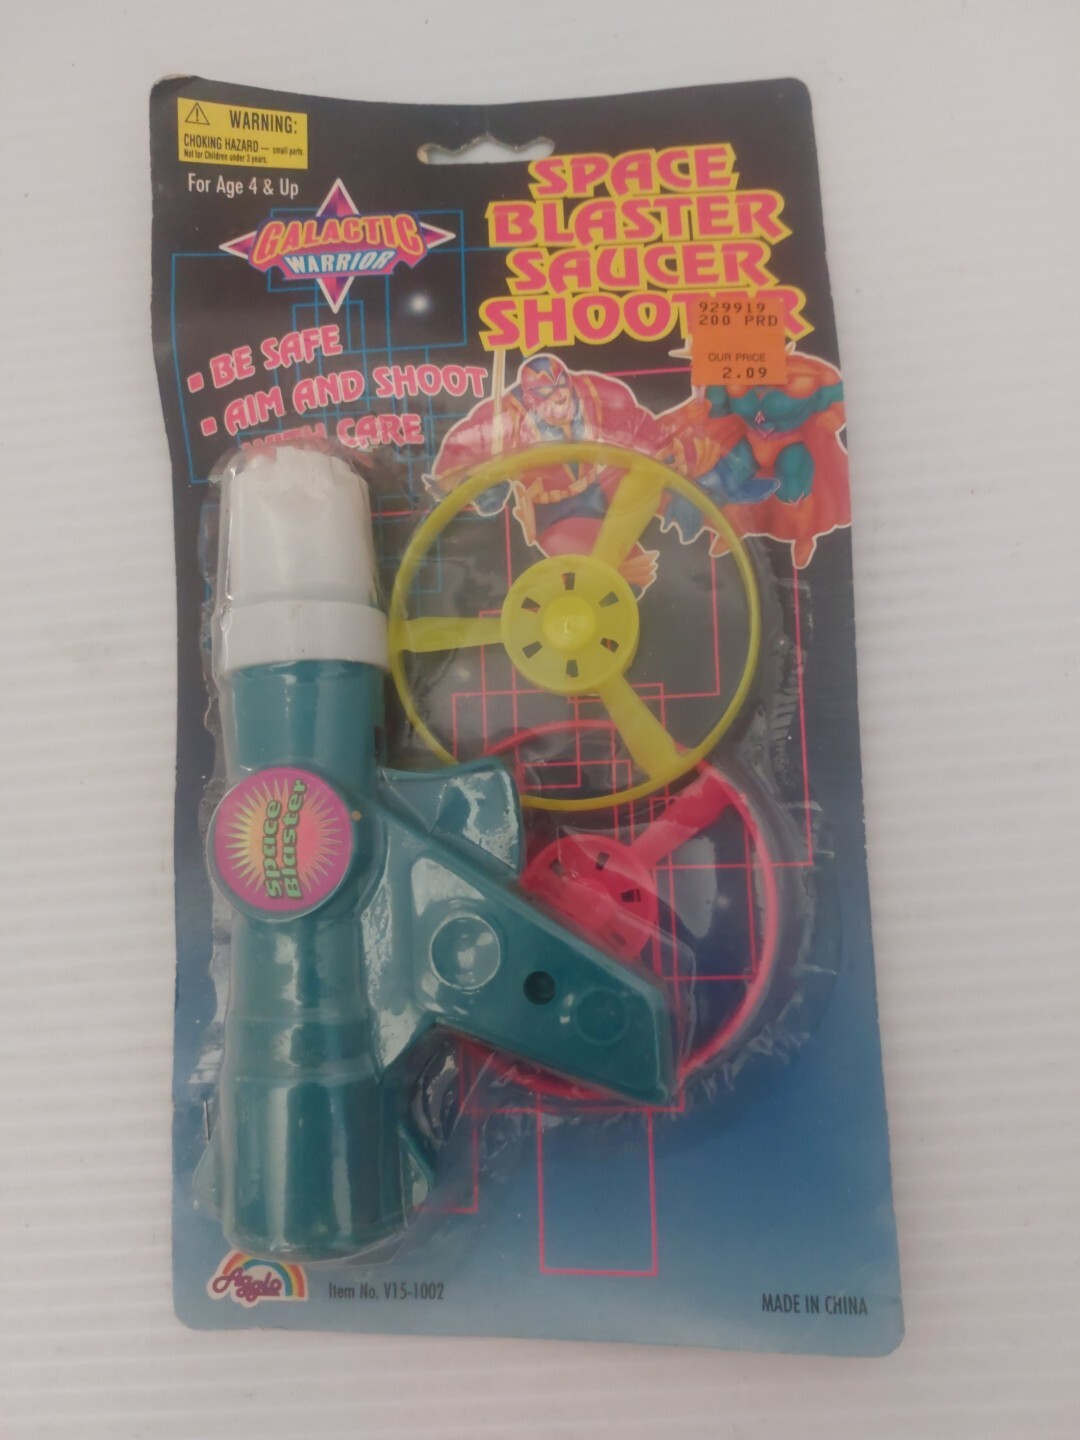 WARNING:
CHOKING HAZARD — small parts.
Not for Children under 3 years.
For Age 4 & Up
GALACTIC
WARRIOR
SPACE
BLASTER
SAUCER
SHOOTER
929919
200 PRD
OUR PRICE
2.09
▪ BE SAFE
▪ AIM AND SHOOT
WITH CARE
Space
Blaster
Agglo
Item No. V15-1002
MADE IN CHINA